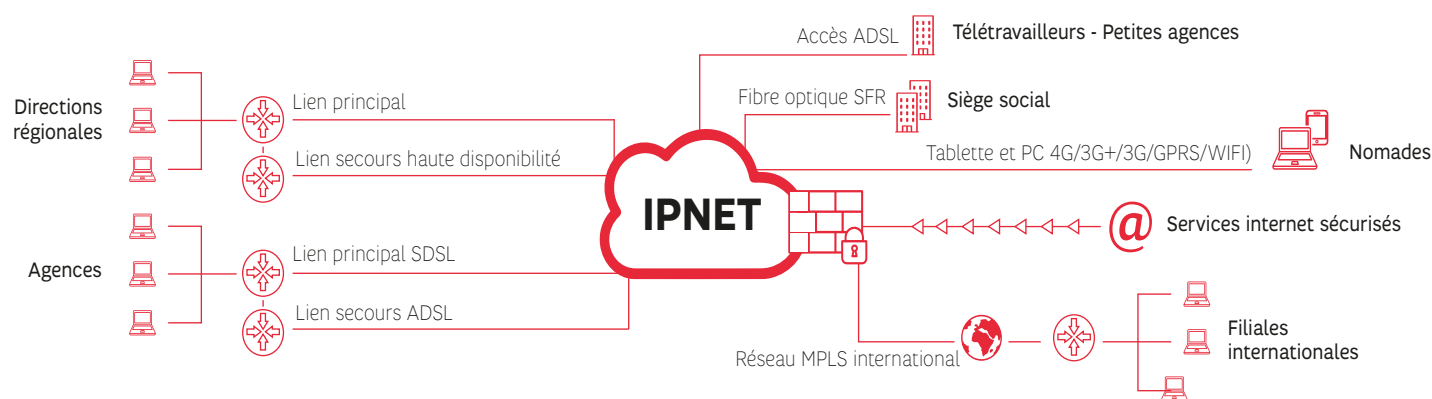 Accès ADSL
Télétravailleurs - Petites agences
Fibre optique SFR
Siège social
Directions
régionales
Lien principal
Lien secours haute disponibilité
Tablette et PC 4G/3G+/3G/GPRS/WIFI)
Nomades
IPNET
@
Services internet sécurisés
Agences
Lien principal SDSL
Lien secours ADSL
Réseau MPLS international
Filiales
internationales